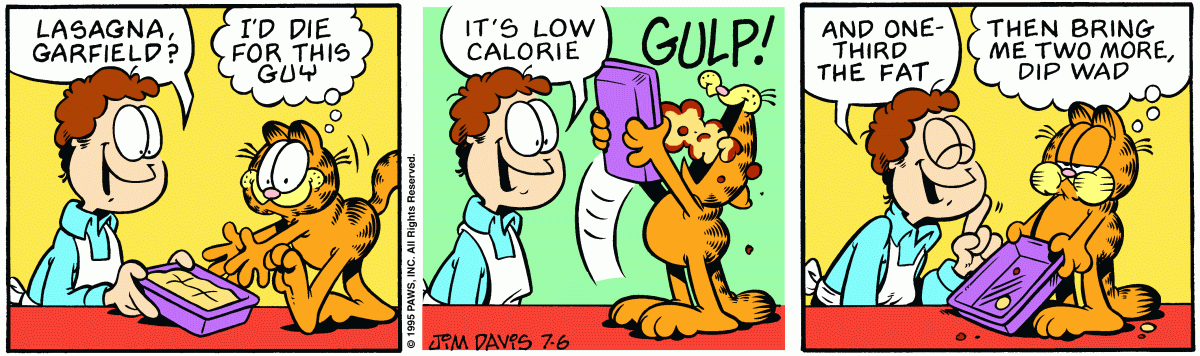 LASAGNA,
GARFIELD?
I'D DIE
FOR THIS
GUY
© 1995 PAWS, INC. All Rights Reserved.
IT'S LOW
CALORIE
GULP!
JIM DAVIS 7-6
AND ONE-
THIRD
THE FAT
THEN BRING
ME TWO MORE,
DIP WAD